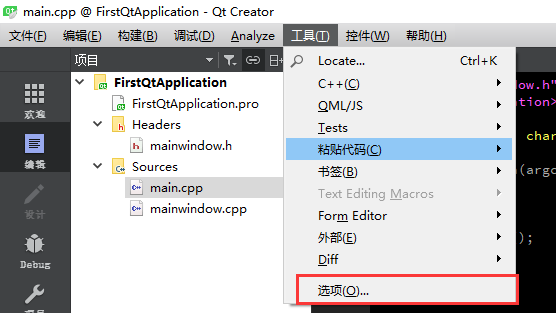 main.cpp @ FirstQtApplication - Qt Creator
文件(F) 编辑(E) 构建(B) 调试(D) Analyze 工具(T) 控件(W) 帮助(H)
项目
FirstQtApplication
FirstQtApplication.pro
Headers
mainwindow.h
Sources
main.cpp
mainwindow.cpp
欢迎
编辑
设计
Debug
项目
Locate... Ctrl+K
C++(C)
QML/JS
Tests
粘贴代码(C)
书签(B)
Text Editing Macros
Form Editor
外部(E)
Diff
选项(O)...
dow.h"
ation>
char
(argc
);